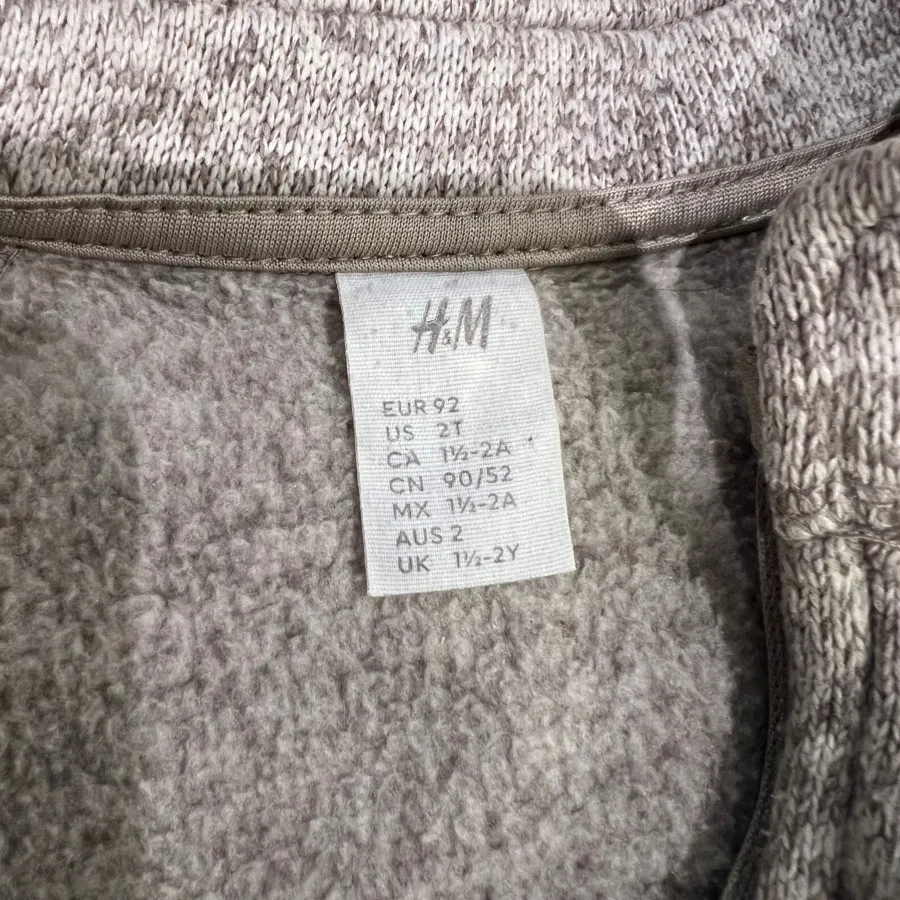 H&M
EUR 92
US 2T
CA 1½-2A
CN 90/52
MX 1½-2A
AUS 2
UK 1½-2Y